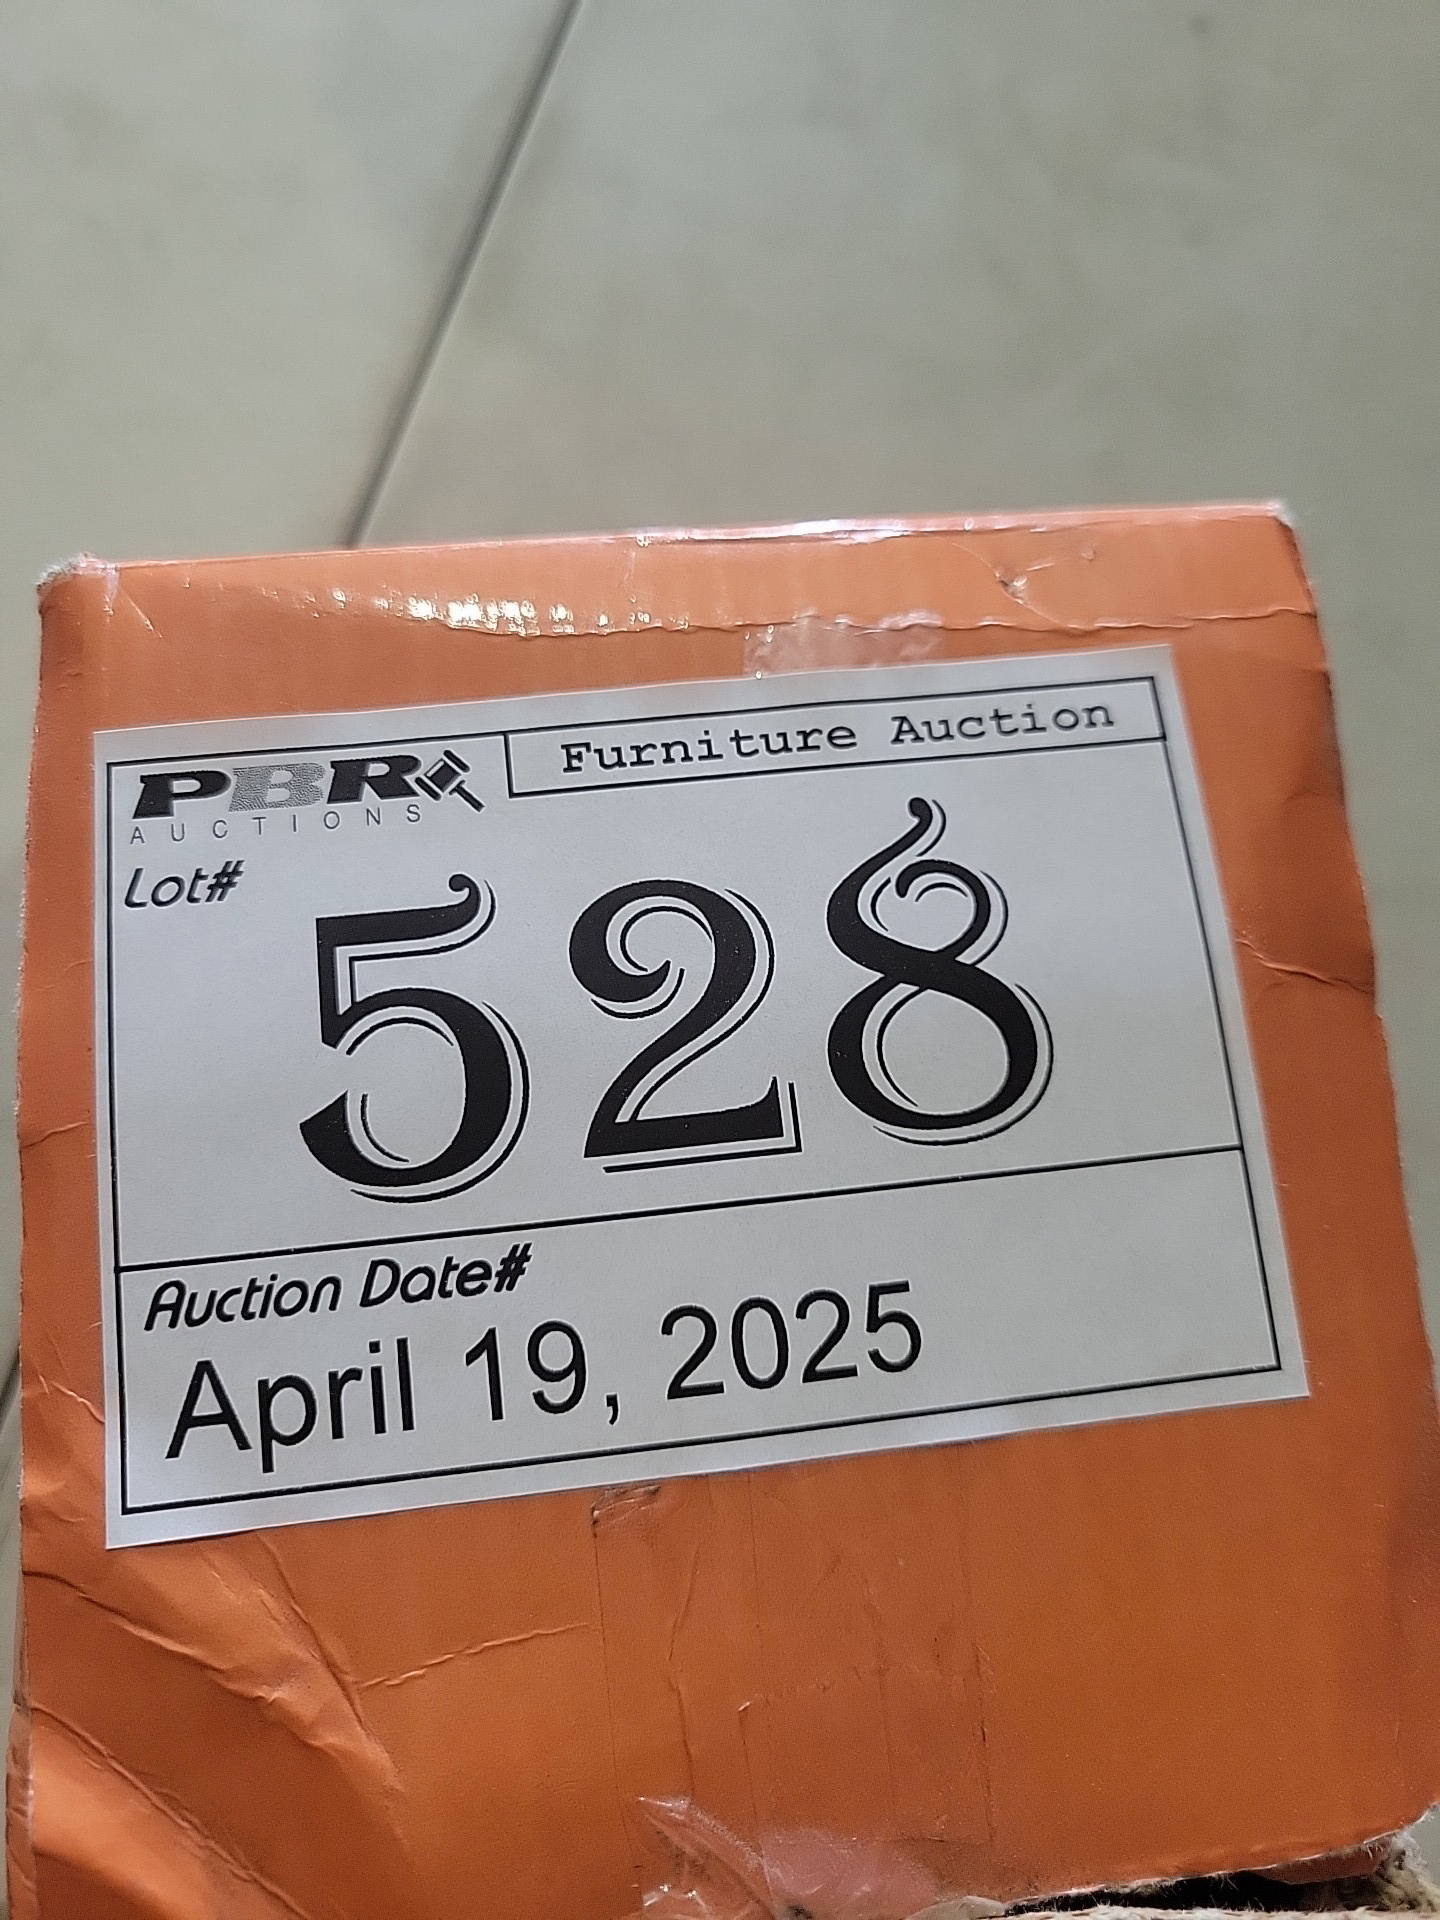 PBR
AUCTIONS
Furniture Auction
Lot#
528
Auction Date#
April 19, 2025